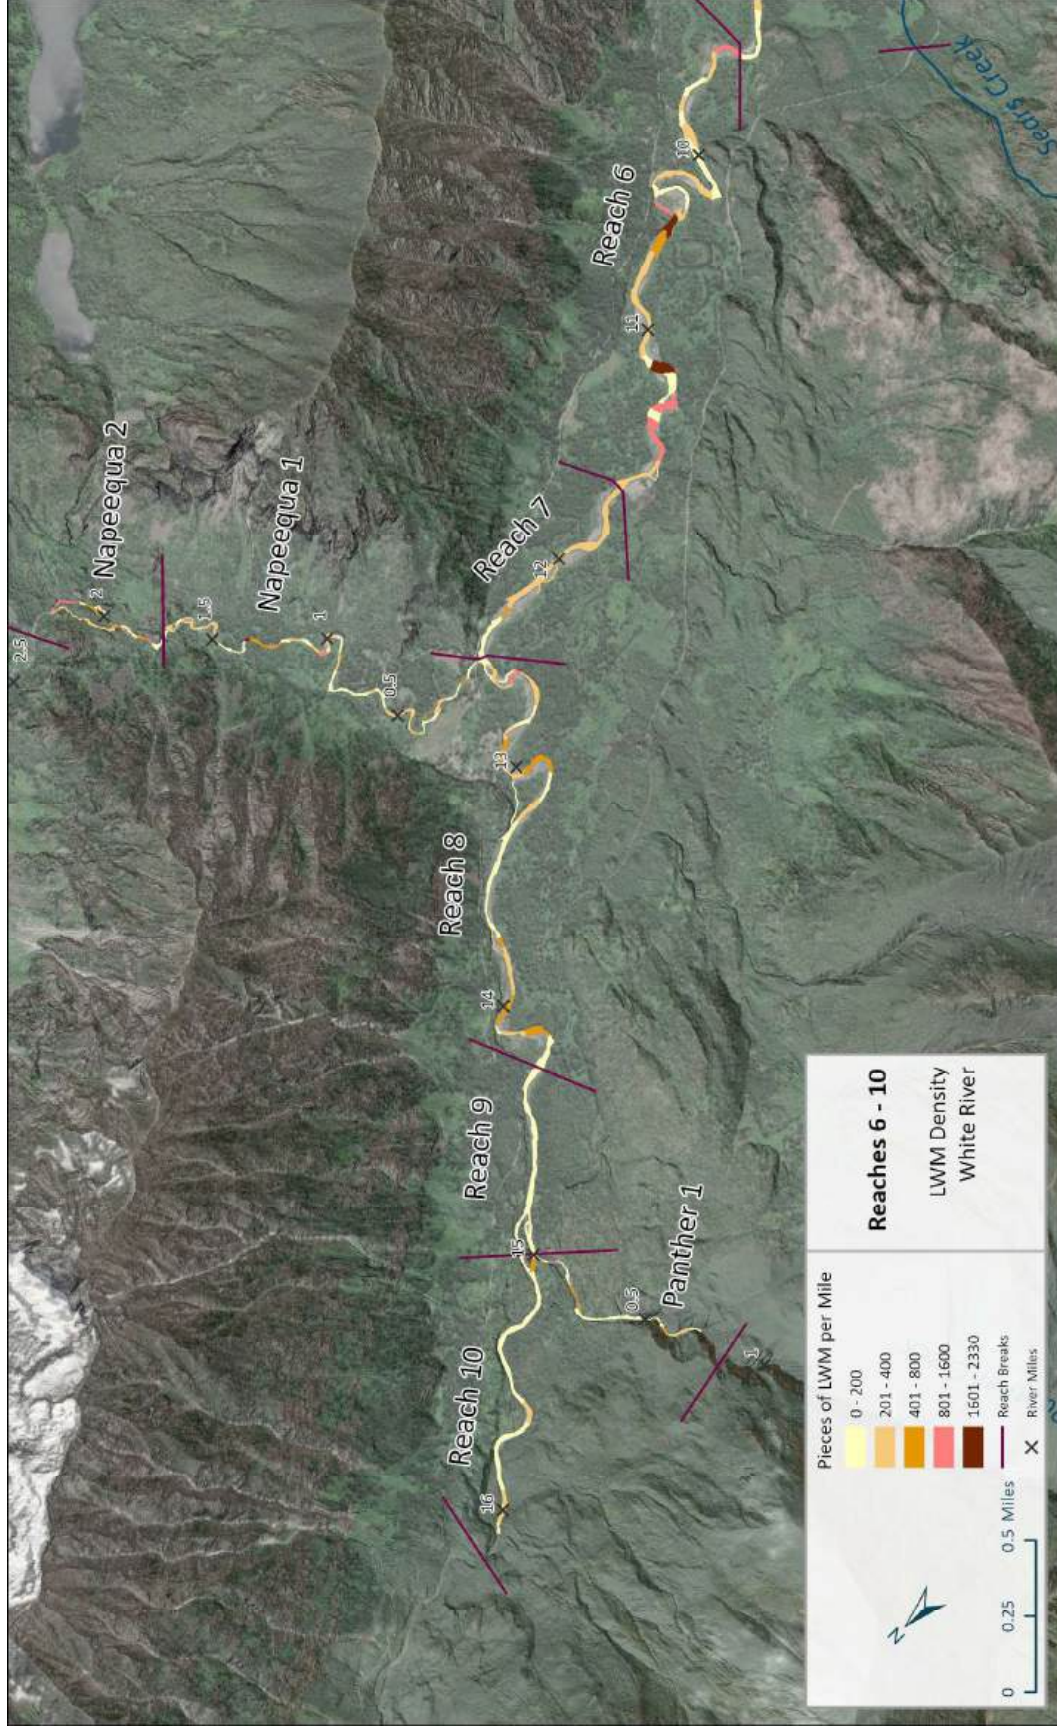 Sears Creek
Reach 6
10
11
Napeequa 2
Napeequa 1
Reach 7
12
2.5
2
1.5
1
0.5
13
Reach 8
14
Reach 9
15
Panther 1
0.5
1
Reach 10
16
Reaches 6 - 10
LWM Density
White River
Pieces of LWM per Mile
0 - 200
201 - 400
401 - 800
801 - 1600
1601 - 2330
Reach Breaks
River Miles
N
0 0.25 0.5 Miles